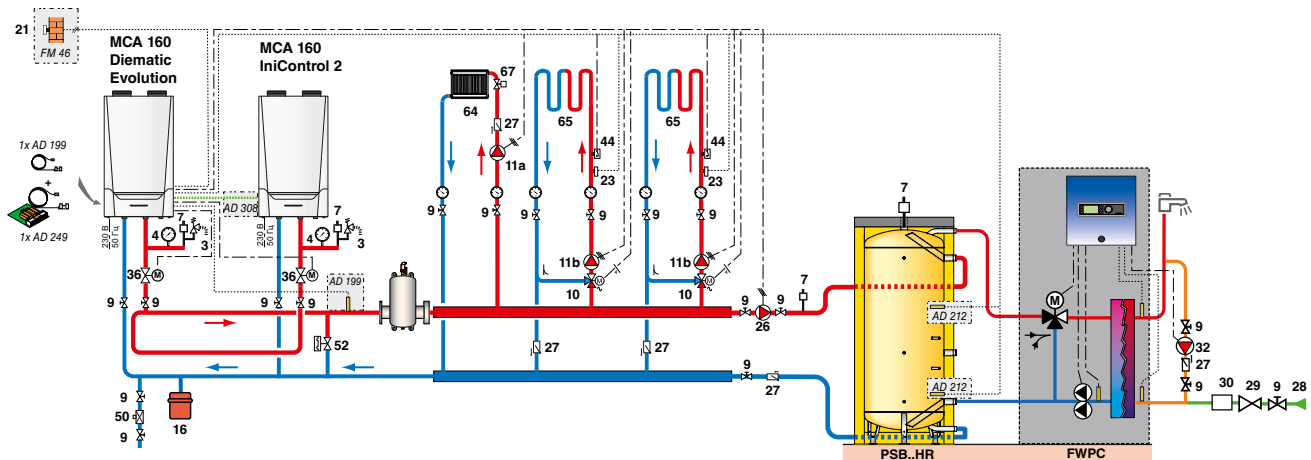 21
FM 46
MCA 160
Diematic
Evolution
MCA 160
IniControl 2
1x AD 199
+
1x AD 249
230 В
50 Гц
4
7
3
AD 308
230 В
50 Гц
4
7
3
36
M
36
M
9
9
9
9
AD 199
52
9
50
9
16
64
67
27
11a
9
9
65
44
23
9
9
11b
10
M
65
44
23
9
9
11b
10
M
27
27
9
27
9
26
9
7
7
AD 212
AD 212
PSB..HR
M
9
32
27
9
30
29
9
28
FWPC